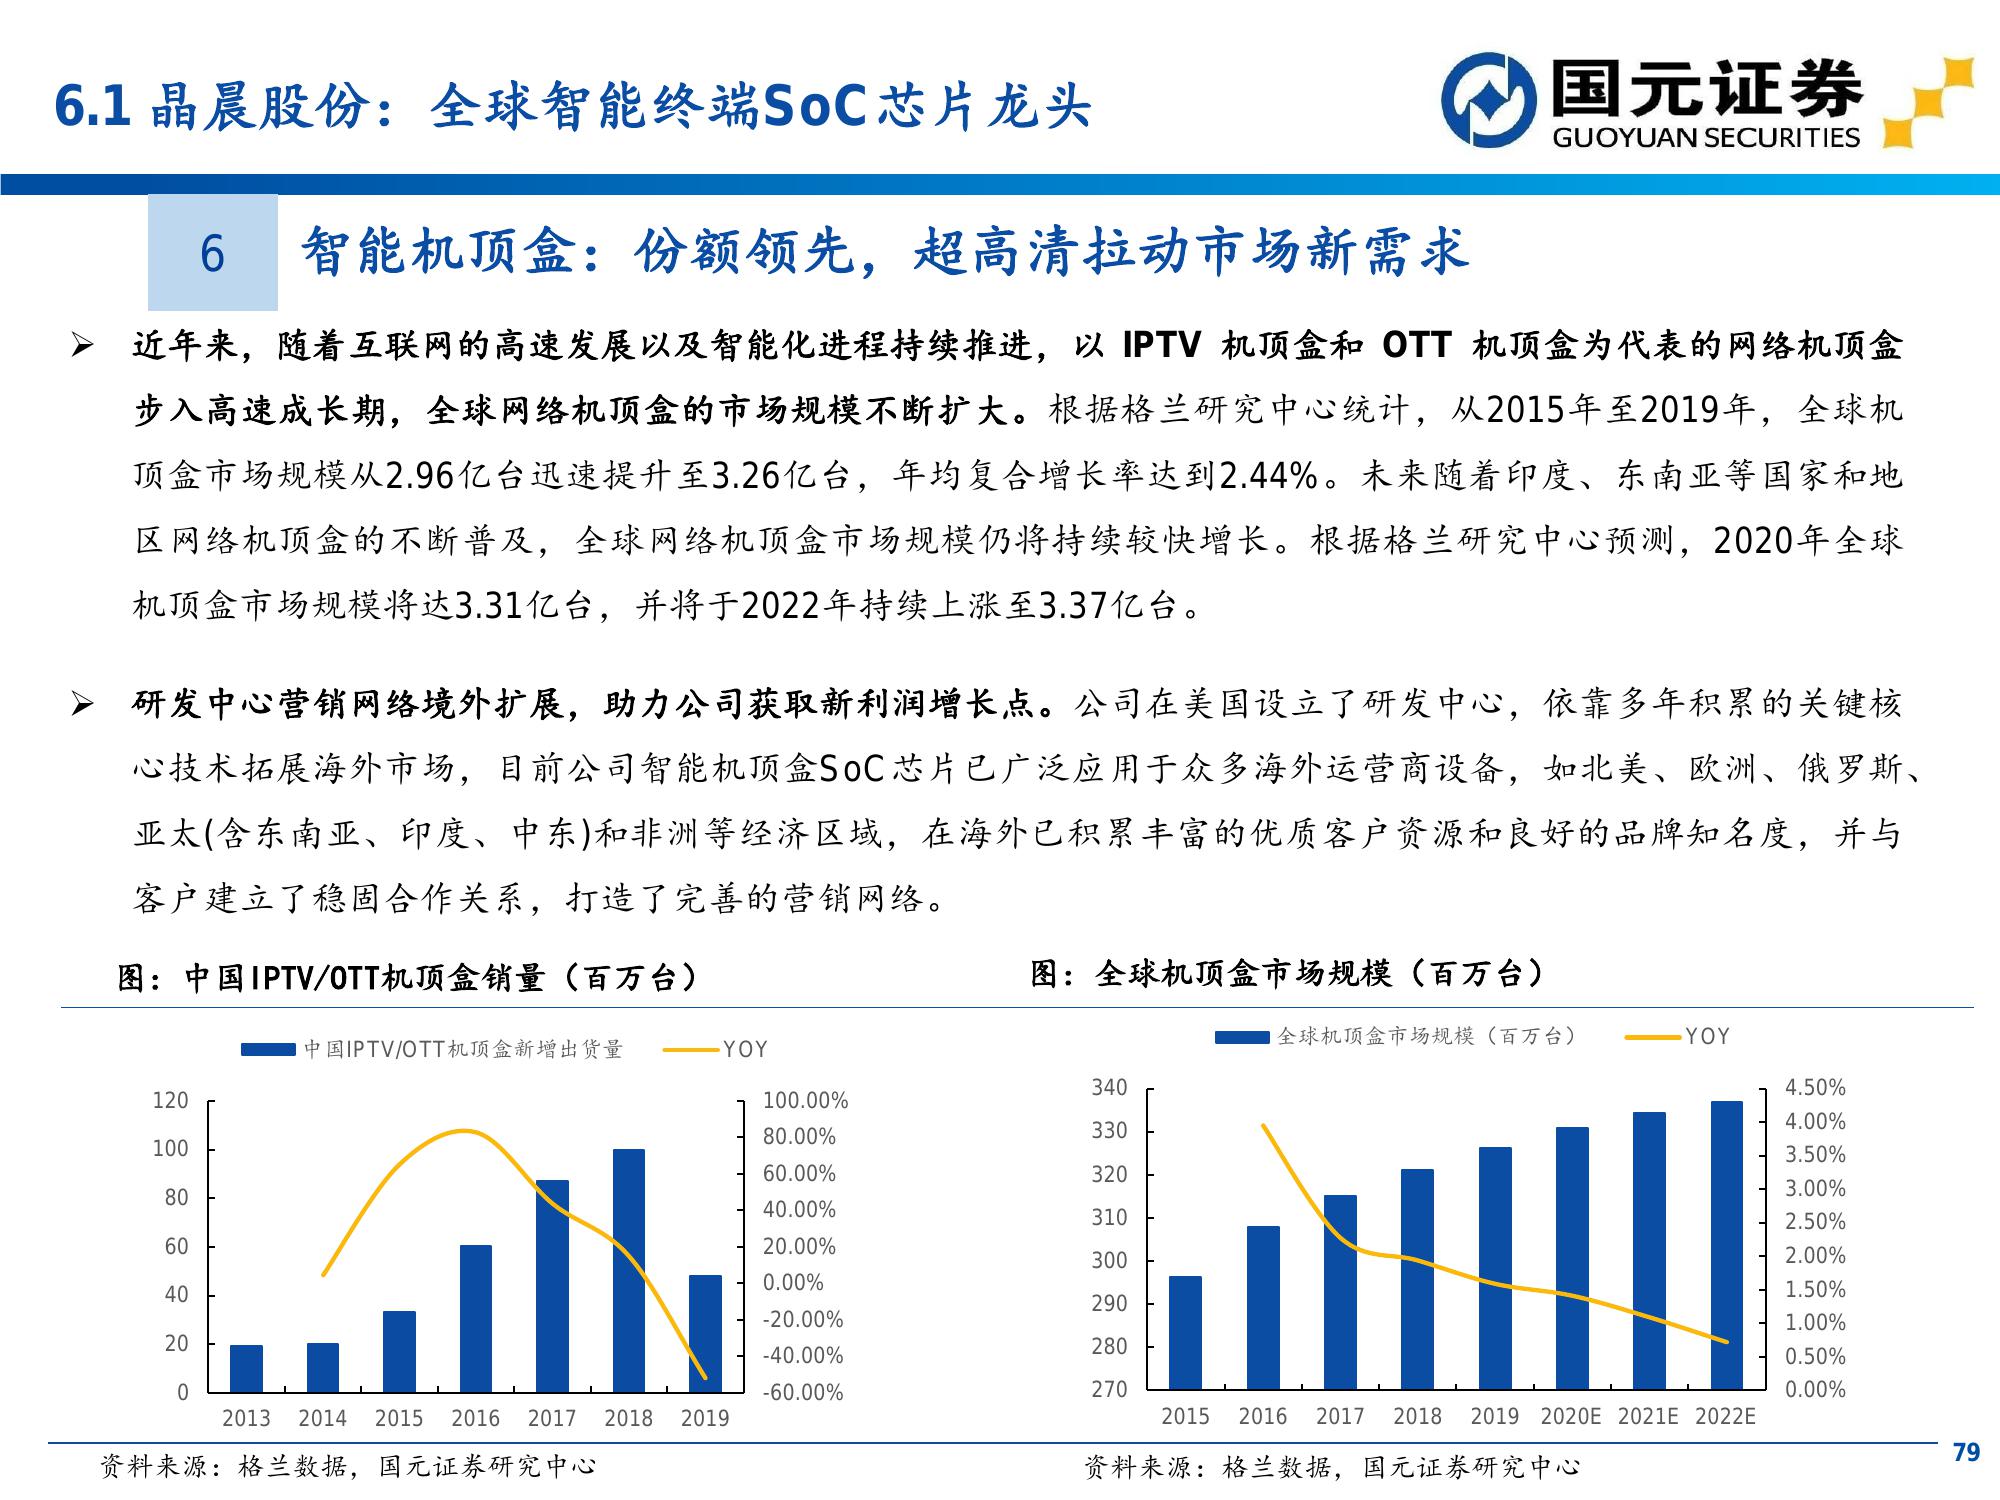 6.1 晶晨股份：全球智能终端SoC芯片龙头
国元证券
GUOYUAN SECURITIES
6
智能机顶盒：份额领先，超高清拉动市场新需求
➢ 近年来，随着互联网的高速发展以及智能化进程持续推进，以 IPTV 机顶盒和 OTT 机顶盒为代表的网络机顶盒
步入高速成长期，全球网络机顶盒的市场规模不断扩大。根据格兰研究中心统计，从2015年至2019年，全球机
顶盒市场规模从2.96亿台迅速提升至3.26亿台，年均复合增长率达到2.44%。未来随着印度、东南亚等国家和地
区网络机顶盒的不断普及，全球网络机顶盒市场规模仍将持续较快增长。根据格兰研究中心预测，2020年全球
机顶盒市场规模将达3.31亿台，并将于2022年持续上涨至3.37亿台。
➢ 研发中心营销网络境外扩展，助力公司获取新利润增长点。公司在美国设立了研发中心，依靠多年积累的关键核
心技术拓展海外市场，目前公司智能机顶盒SoC芯片已广泛应用于众多海外运营商设备，如北美、欧洲、俄罗斯、
亚太(含东南亚、印度、中东)和非洲等经济区域，在海外已积累丰富的优质客户资源和良好的品牌知名度，并与
客户建立了稳固合作关系，打造了完善的营销网络。
图：中国IPTV/OTT机顶盒销量（百万台）
中国IPTV/OTT机顶盒新增出货量 YOY
120
100
80
60
40
20
0
100.00%
80.00%
60.00%
40.00%
20.00%
0.00%
-20.00%
-40.00%
-60.00%
2013 2014 2015 2016 2017 2018 2019
资料来源：格兰数据，国元证券研究中心
图：全球机顶盒市场规模（百万台）
全球机顶盒市场规模（百万台） YOY
340
330
320
310
300
290
280
270
4.50%
4.00%
3.50%
3.00%
2.50%
2.00%
1.50%
1.00%
0.50%
0.00%
2015 2016 2017 2018 2019 2020E 2021E 2022E
资料来源：格兰数据，国元证券研究中心
79